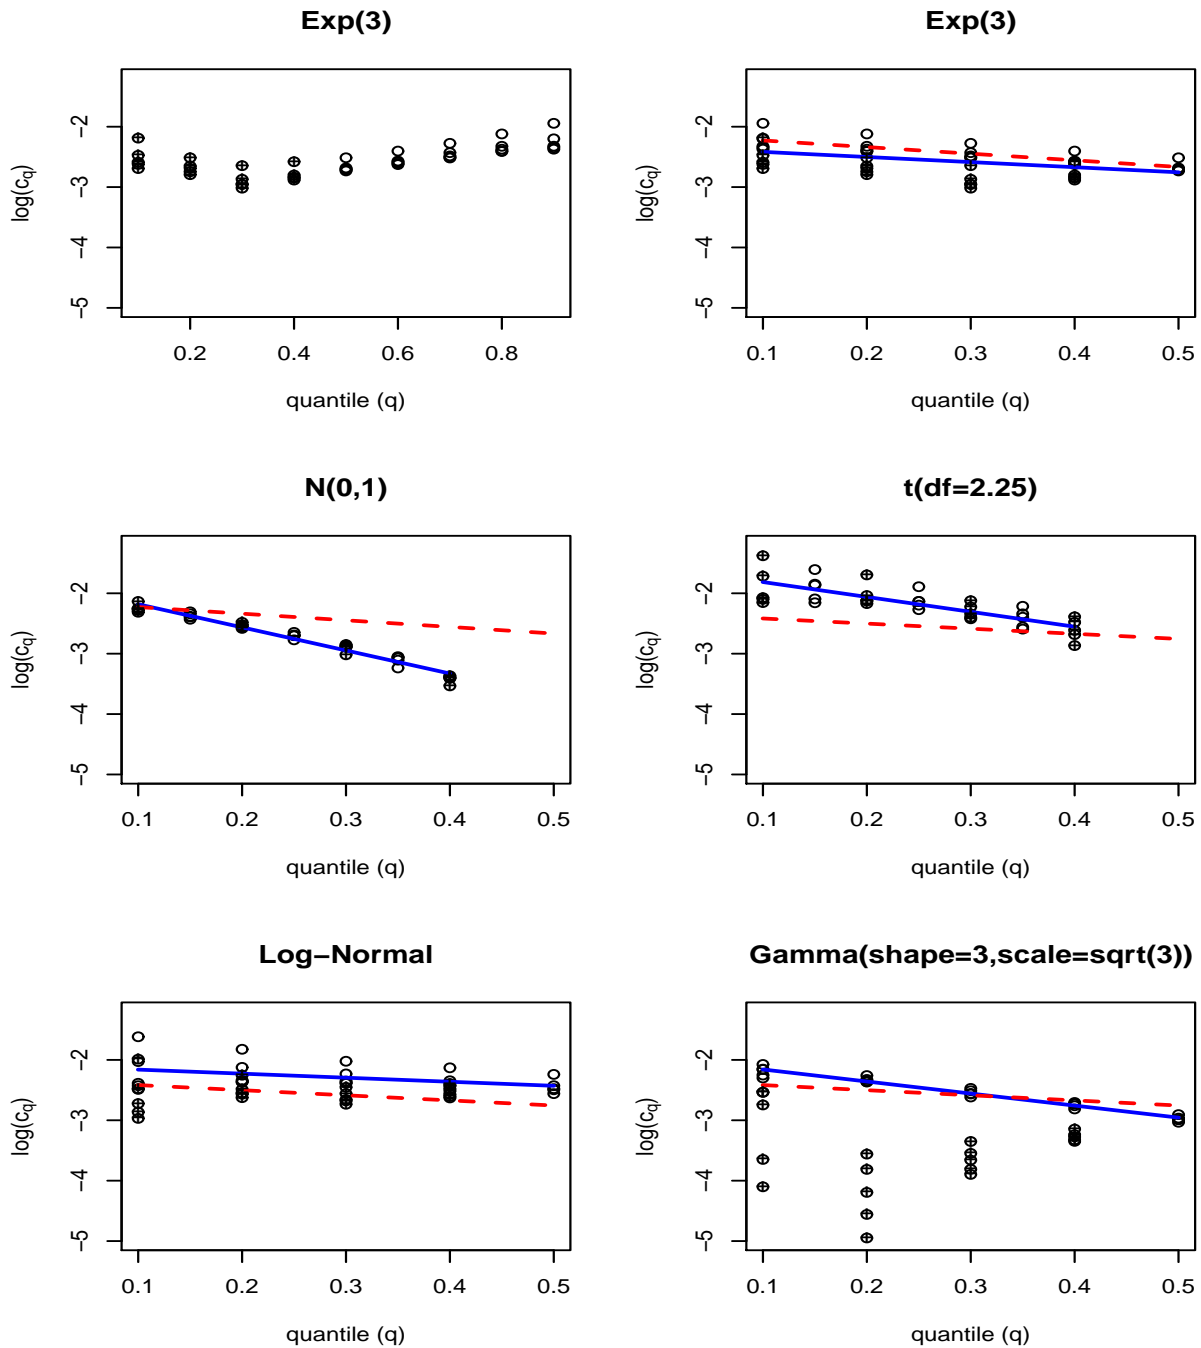 Exp(3)
log(cq)
-2
-3
-4
-5
0.2 0.4 0.6 0.8
quantile (q)
Exp(3)
log(cq)
-2
-3
-4
-5
0.1 0.2 0.3 0.4 0.5
quantile (q)
N(0,1)
log(cq)
-2
-3
-4
-5
0.1 0.2 0.3 0.4 0.5
quantile (q)
t(df=2.25)
log(cq)
-2
-3
-4
-5
0.1 0.2 0.3 0.4 0.5
quantile (q)
Log−Normal
log(cq)
-2
-3
-4
-5
0.1 0.2 0.3 0.4 0.5
quantile (q)
Gamma(shape=3,scale=sqrt(3))
log(cq)
-2
-3
-4
-5
0.1 0.2 0.3 0.4 0.5
quantile (q)